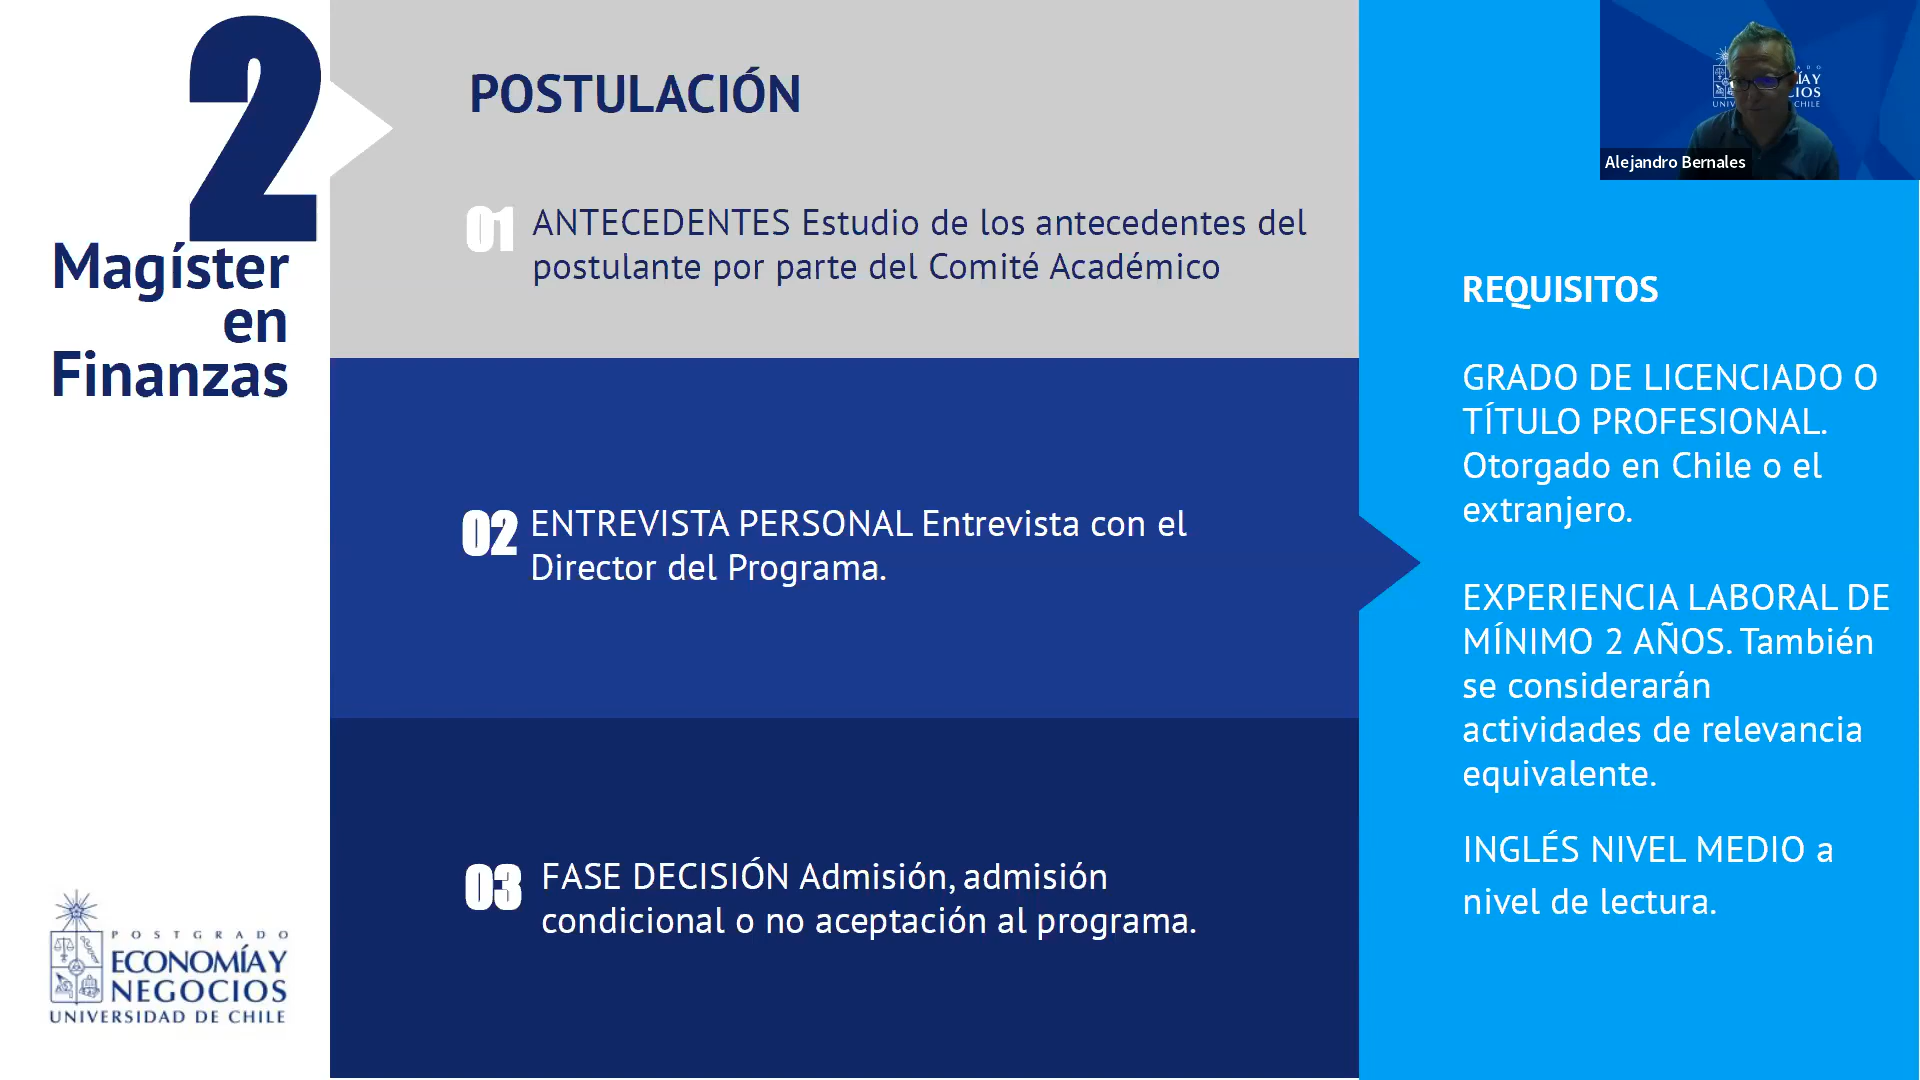 2
Magíster
en
Finanzas
POSTULACIÓN
01 ANTECEDENTES Estudio de los antecedentes del
postulante por parte del Comité Académico
02 ENTREVISTA PERSONAL Entrevista con el
Director del Programa.
03 FASE DECISIÓN Admisión, admisión
condicional o no aceptación al programa.
REQUISITOS
GRADO DE LICENCIADO O
TÍTULO PROFESIONAL.
Otorgado en Chile o el
extranjero.
EXPERIENCIA LABORAL DE
MÍNIMO 2 AÑOS. También
se considerarán
actividades de relevancia
equivalente.
INGLÉS NIVEL MEDIO a
nivel de lectura.
Alejandro Bernales
POSTGRADO
ECONOMÍA Y
NEGOCIOS
UNIVERSIDAD DE CHILE